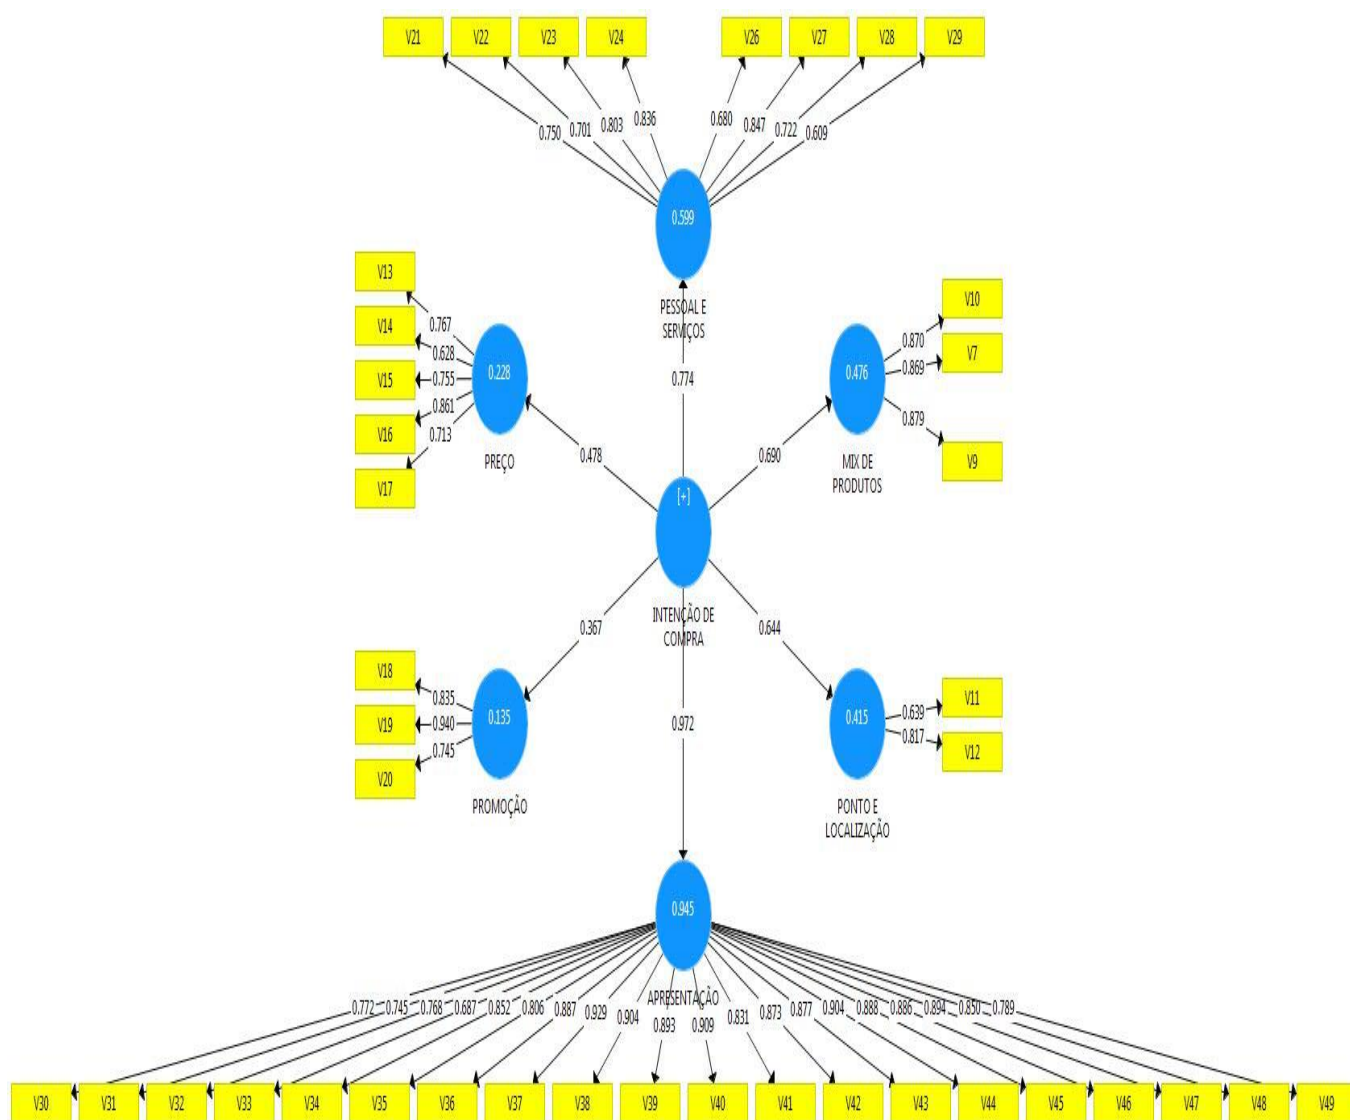 V21 V22 V23 V24 V26 V27 V28 V29
0.750 0.701 0.803 0.836 0.680 0.847 0.722 0.609
0.599
PESSOAL E
SERVIÇOS
0.774
V13
V14
V15
V16
V17
0.767
0.628
0.755
0.861
0.713
0.228
PREÇO
0.478
V10
V7
V9
0.870
0.869
0.879
0.476
MIX DE
PRODUTOS
0.690
[+]
INTENÇÃO DE
COMPRA
0.367
0.644
0.972
V18
V19
V20
0.835
0.940
0.745
0.135
PROMOÇÃO
V11
V12
0.639
0.817
0.415
PONTO E
LOCALIZAÇÃO
0.945
APRESENTAÇÃO
0.772 0.745 0.768 0.687 0.852 0.806 0.887 0.929 0.904 0.893 0.909 0.831 0.873 0.877 0.904 0.888 0.886 0.894 0.850 0.789
V30 V31 V32 V33 V34 V35 V36 V37 V38 V39 V40 V41 V42 V43 V44 V45 V46 V47 V48 V49